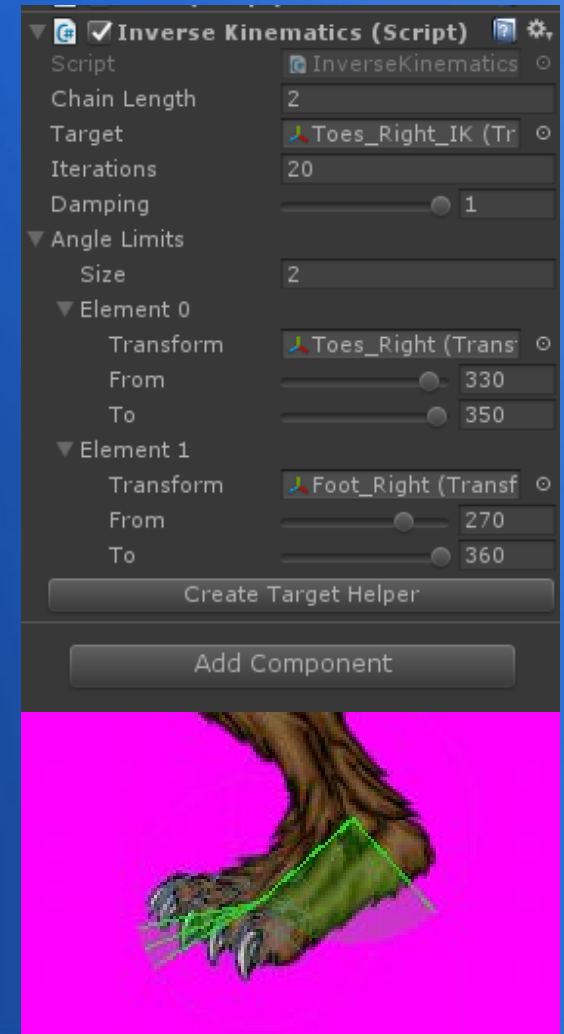 Inverse Kinematics (Script)
Script InverseKinematics
Chain Length 2
Target Toes_Right_IK (Tr
Iterations 20
Damping 1
Angle Limits
Size 2
Element 0
Transform Toes_Right (Trans
From 330
To 350
Element 1
Transform Foot_Right (Transf
From 270
To 360
Create Target Helper
Add Component